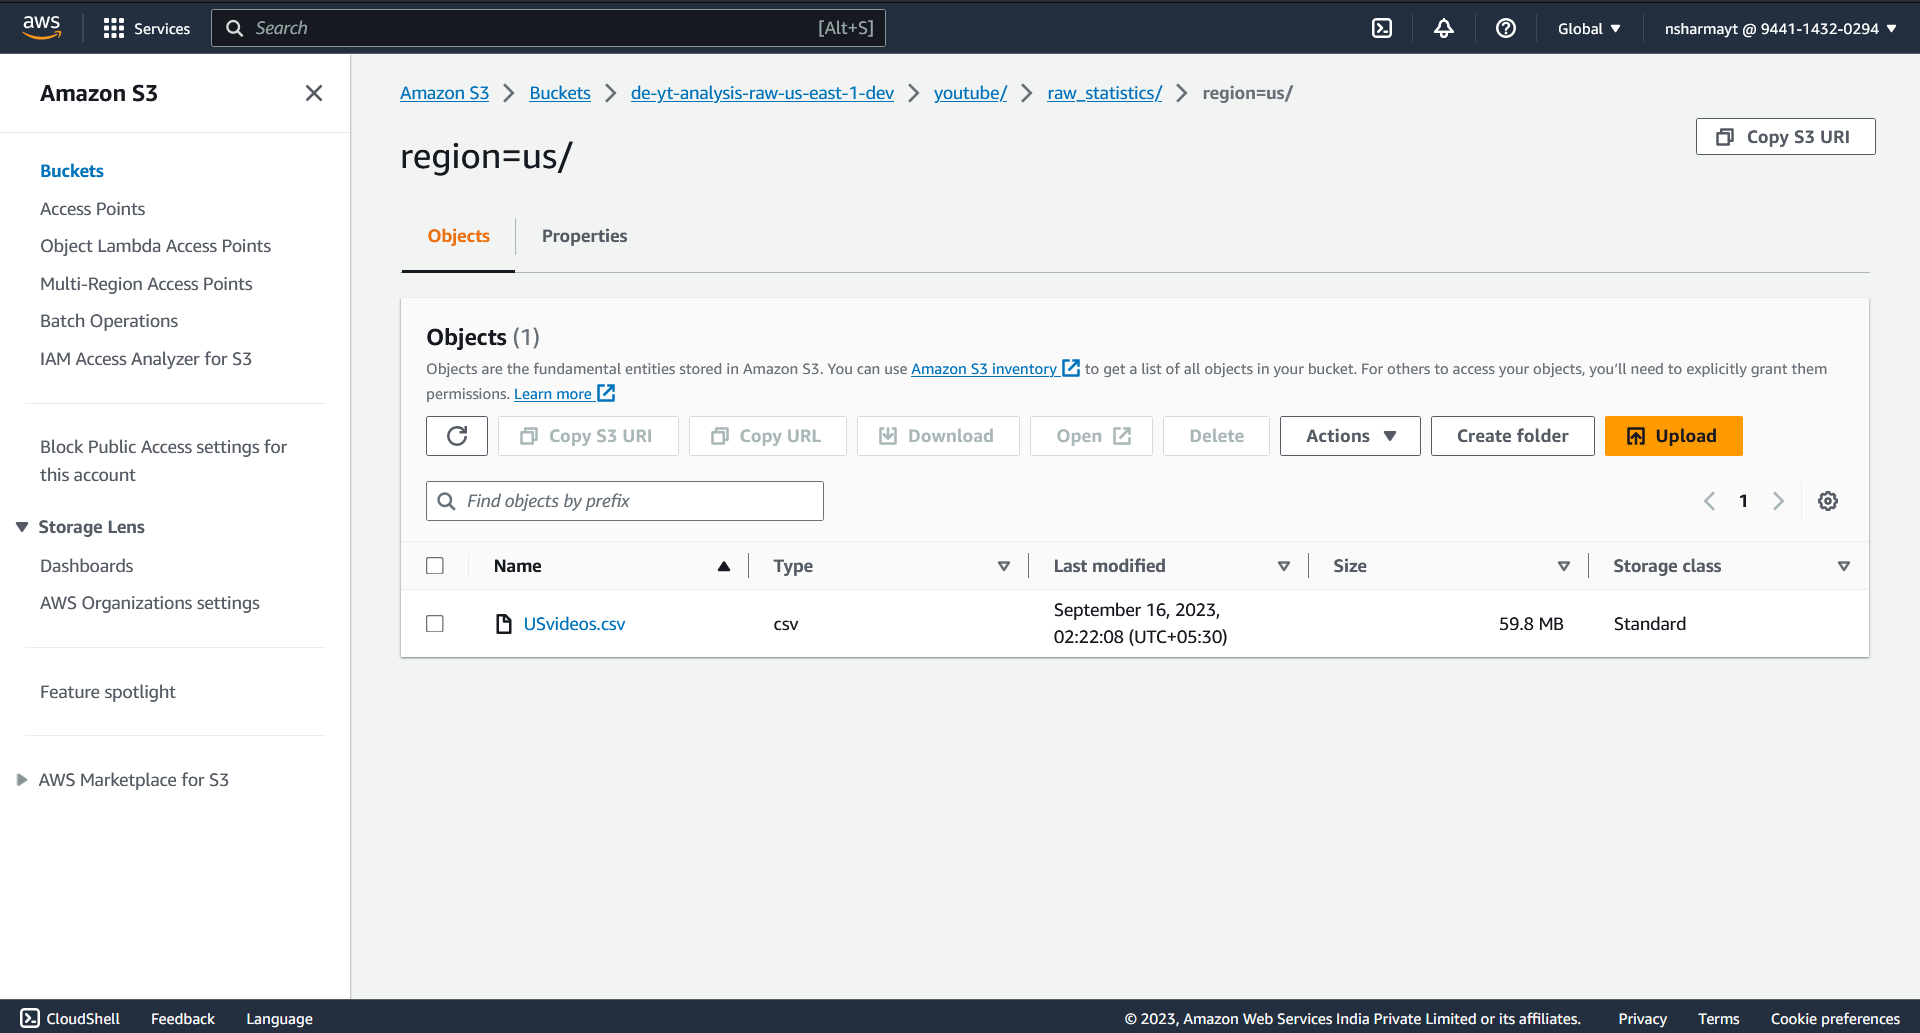 aws
Services
Search
[Alt+S]
Global
nsharmayt @ 9441-1432-0294
Amazon S3
Buckets
Access Points
Object Lambda Access Points
Multi-Region Access Points
Batch Operations
IAM Access Analyzer for S3
Block Public Access settings for
this account
Storage Lens
Dashboards
AWS Organizations settings
Feature spotlight
AWS Marketplace for S3
Amazon S3 Buckets de-yt-analysis-raw-us-east-1-dev youtube/ raw_statistics/ region=us/
region=us/
Copy S3 URI
Objects Properties
Objects (1)
Objects are the fundamental entities stored in Amazon S3. You can use Amazon S3 inventory to get a list of all objects in your bucket. For others to access your objects, you’ll need to explicitly grant them
permissions. Learn more
Copy S3 URI Copy URL Download Open Delete Actions Create folder Upload
Find objects by prefix
1
Name Type Last modified Size Storage class
USvideos.csv csv September 16, 2023, 59.8 MB Standard
02:22:08 (UTC+05:30)
CloudShell Feedback Language © 2023, Amazon Web Services India Private Limited or its affiliates. Privacy Terms Cookie preferences